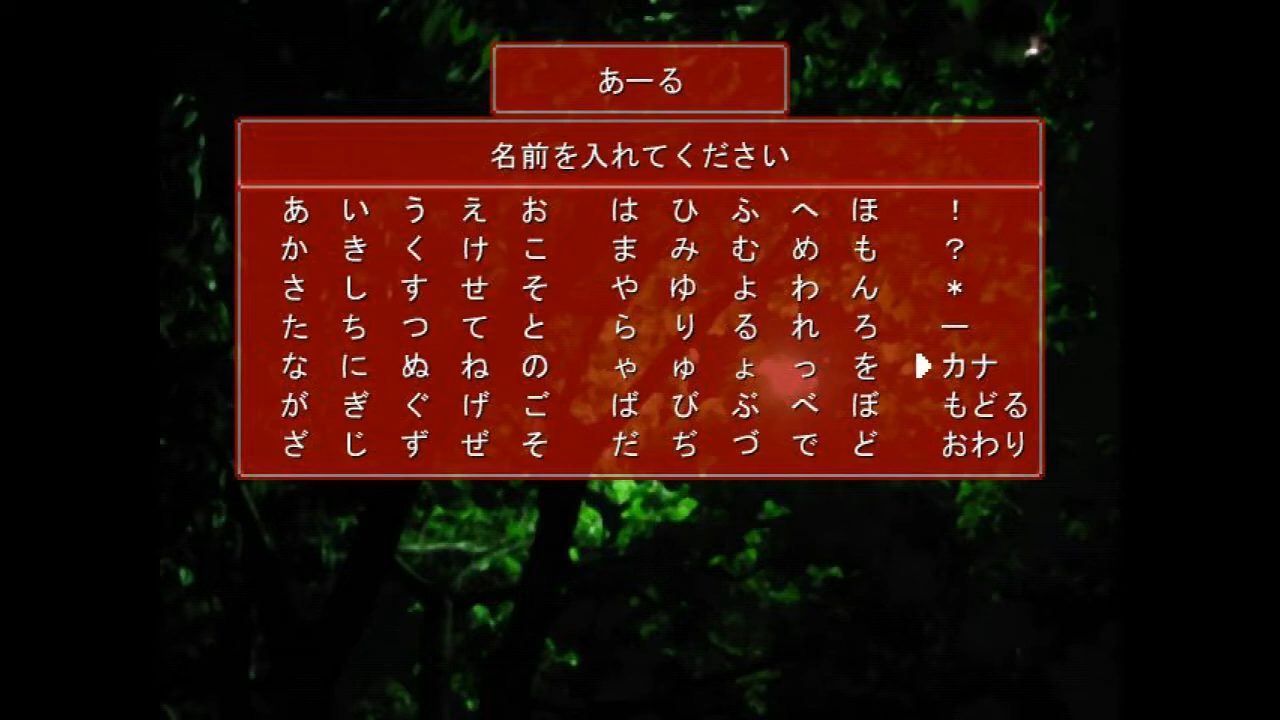 あーる
名前を入れてください
あ い う え お は ひ ふ へ ほ !
か き く け こ ま み む め も ?
さ し す せ そ や ゆ よ わ ん *
た ち つ て と ら り る れ ろ ー
な に ぬ ね の ゃ ゅ ょ っ を カナ
が ぎ ぐ げ ご ば び ぶ べ ぼ もどる
ざ じ ず ぜ そ だ ぢ づ で ど おわり